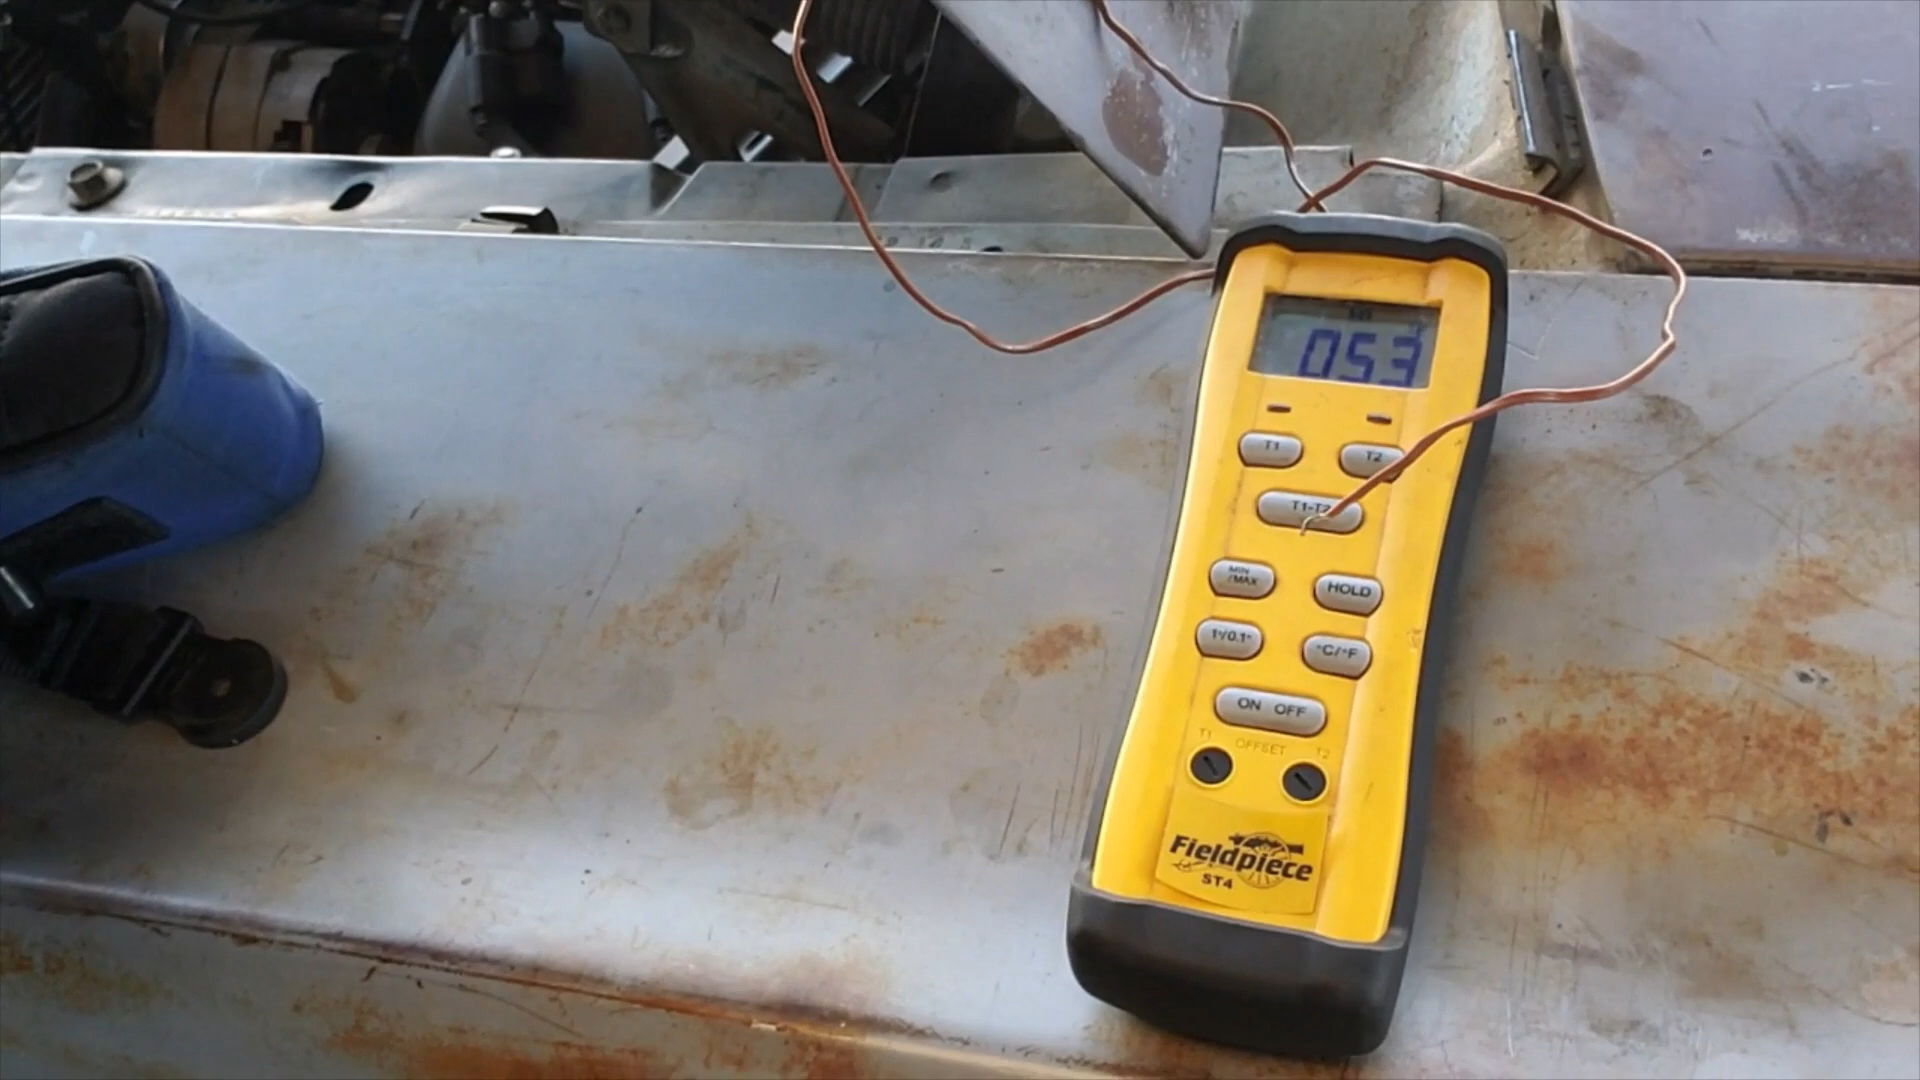 053
T1
T2
T1-T2
MIN
/MAX
HOLD
1°/0.1°
°C/°F
ON OFF
T1 OFFSET T2
Fieldpiece
ST4